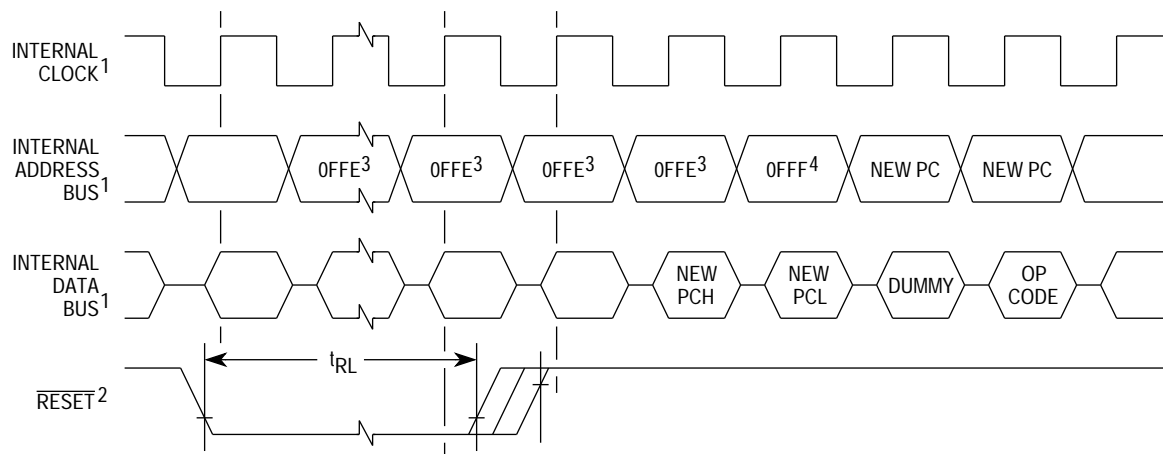 INTERNAL
CLOCK1
INTERNAL
ADDRESS
BUS1
0FFE3 0FFE3 0FFE3 0FFE3 0FFF4 NEW PC NEW PC
INTERNAL
DATA
BUS1
NEW
PCH
NEW
PCL
DUMMY
OP
CODE
tRL
RESET2